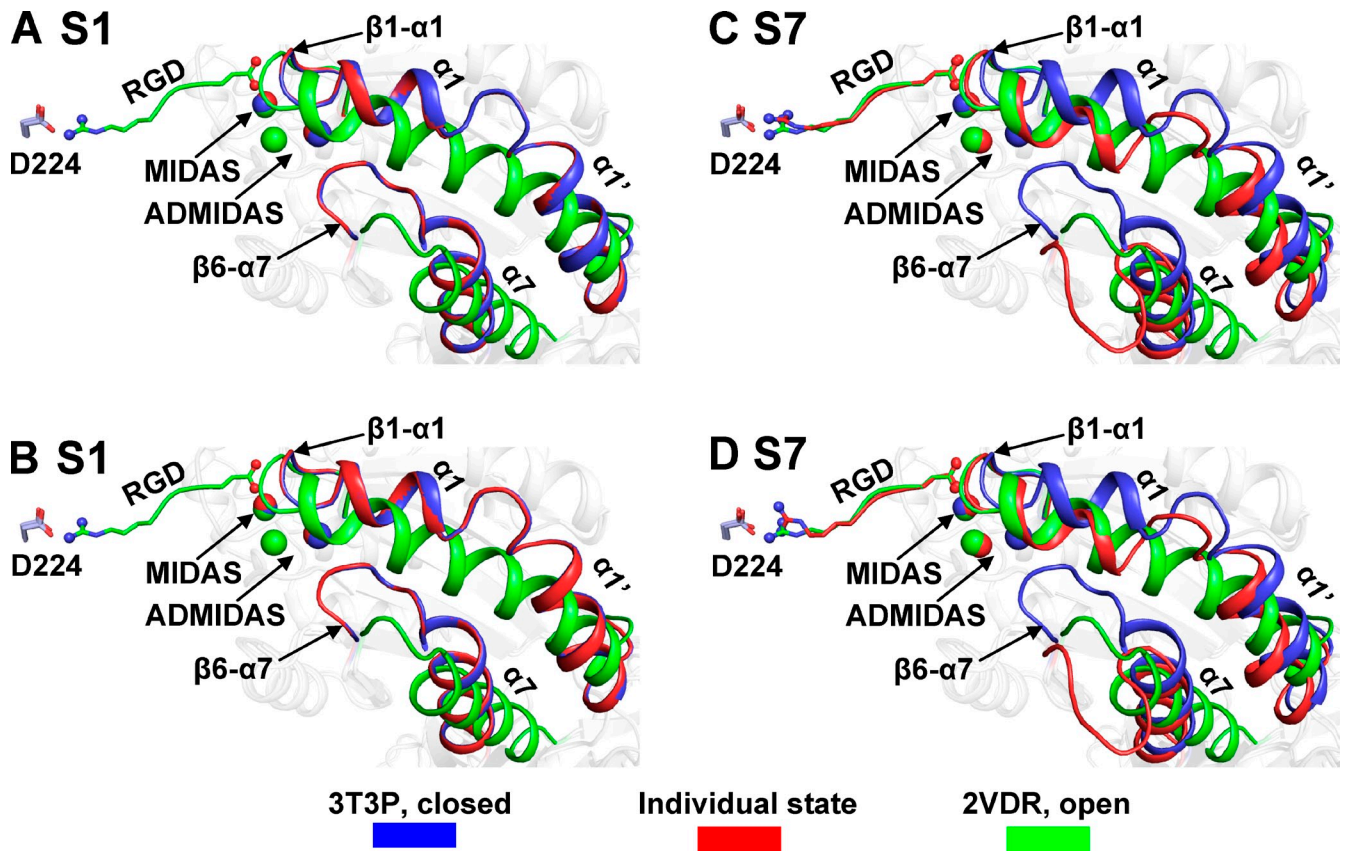 A S1
β1-α1
RGD
α1
D224
MIDAS
ADMIDAS
α1’
β6-α7
α7
C S7
β1-α1
RGD
α1
D224
MIDAS
ADMIDAS
α1’
β6-α7
α7
B S1
β1-α1
RGD
α1
D224
MIDAS
ADMIDAS
α1’
β6-α7
α7
D S7
β1-α1
RGD
α1
D224
MIDAS
ADMIDAS
α1’
β6-α7
α7
3T3P, closed
Individual state
2VDR, open